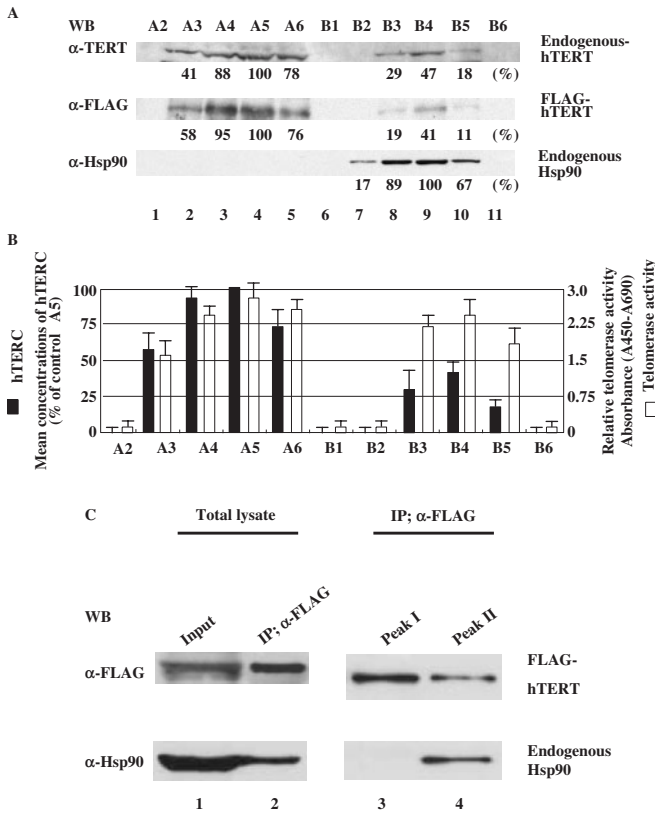 A
WB A2 A3 A4 A5 A6 B1 B2 B3 B4 B5 B6
α-TERT Endogenous-
hTERT
41 88 100 78 29 47 18 (%)
α-FLAG FLAG-
hTERT
58 95 100 76 19 41 11 (%)
α-Hsp90 Endogenous
Hsp90
17 89 100 67 (%)
1 2 3 4 5 6 7 8 9 10 11
B
hTERC
Mean concentrations of hTERC
(% of control A5)
100 3.0
75 2.25
50 1.5
25 0.75
0 0
A2 A3 A4 A5 A6 B1 B2 B3 B4 B5 B6
Relative telomerase activity
Absorbance (A450-A690)
Telomerase activity
C
Total lysate IP; α-FLAG
WB Input IP; α-FLAG Peak I Peak II
α-FLAG FLAG-
hTERT
α-Hsp90 Endogenous
Hsp90
1 2 3 4